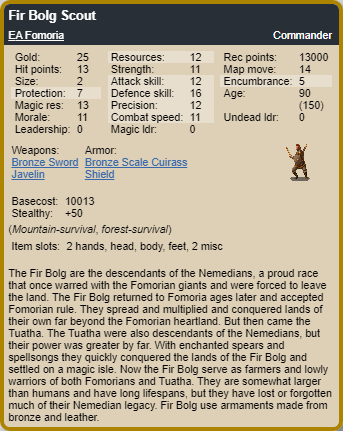 Fir Bolg Scout
EA Fomoria Commander
Gold: 25 Resources: 12 Rec points: 13000
Hit points: 13 Strength: 11 Map move: 14
Size: 2 Attack skill: 12 Encumbrance: 5
Protection: 7 Defence skill: 16 Age: 90
Magic res: 13 Precision: 12 (150)
Morale: 11 Combat speed: 11 Undead ldr: 0
Leadership: 0 Magic ldr: 0
Weapons: Armor:
Bronze Sword Bronze Scale Cuirass
Javelin Shield
Basecost: 10013
Stealthy: +50
(Mountain-survival, forest-survival)
Item slots: 2 hands, head, body, feet, 2 misc
The Fir Bolg are the descendants of the Nemedians, a proud race
that once warred with the Fomorian giants and were forced to leave
the land. The Fir Bolg returned to Fomoria ages later and accepted
Fomorian rule. They spread and multiplied and conquered lands of
their own far beyond the Fomorian heartland. But then came the
Tuatha. The Tuatha were also descendants of the Nemedians, but
their power was greater by far. With enchanted spears and
spellsongs they quickly conquered the lands of the Fir Bolg and
settled on a magic isle. Now the Fir Bolg serve as farmers and lowly
warriors of both Fomorians and Tuatha. They are somewhat larger
than humans and have long lifespans, but they have lost or forgotten
much of their Nemedian legacy. Fir Bolg use armaments made from
bronze and leather.